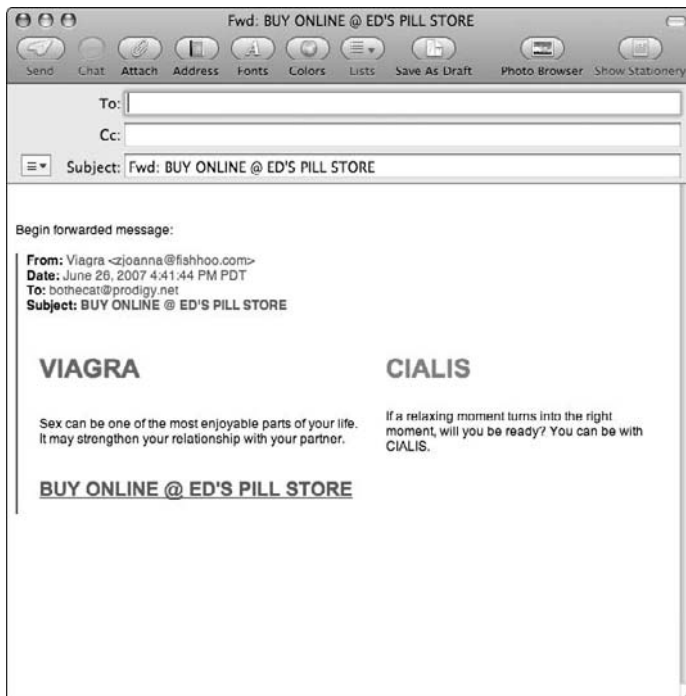 Fwd: BUY ONLINE @ ED'S PILL STORE
Send Chat Attach Address Fonts Colors Lists Save As Draft Photo Browser Show Stationery
To:
Cc:
Subject: Fwd: BUY ONLINE @ ED'S PILL STORE
Begin forwarded message:
From: Viagra <zjoanna@fishhoo.com>
Date: June 26, 2007 4:41:44 PM PDT
To: bothecat@prodigy.net
Subject: BUY ONLINE @ ED'S PILL STORE
VIAGRA
Sex can be one of the most enjoyable parts of your life.
It may strengthen your relationship with your partner.
CIALIS
If a relaxing moment turns into the right
moment, will you be ready? You can be with
CIALIS.
BUY ONLINE @ ED'S PILL STORE